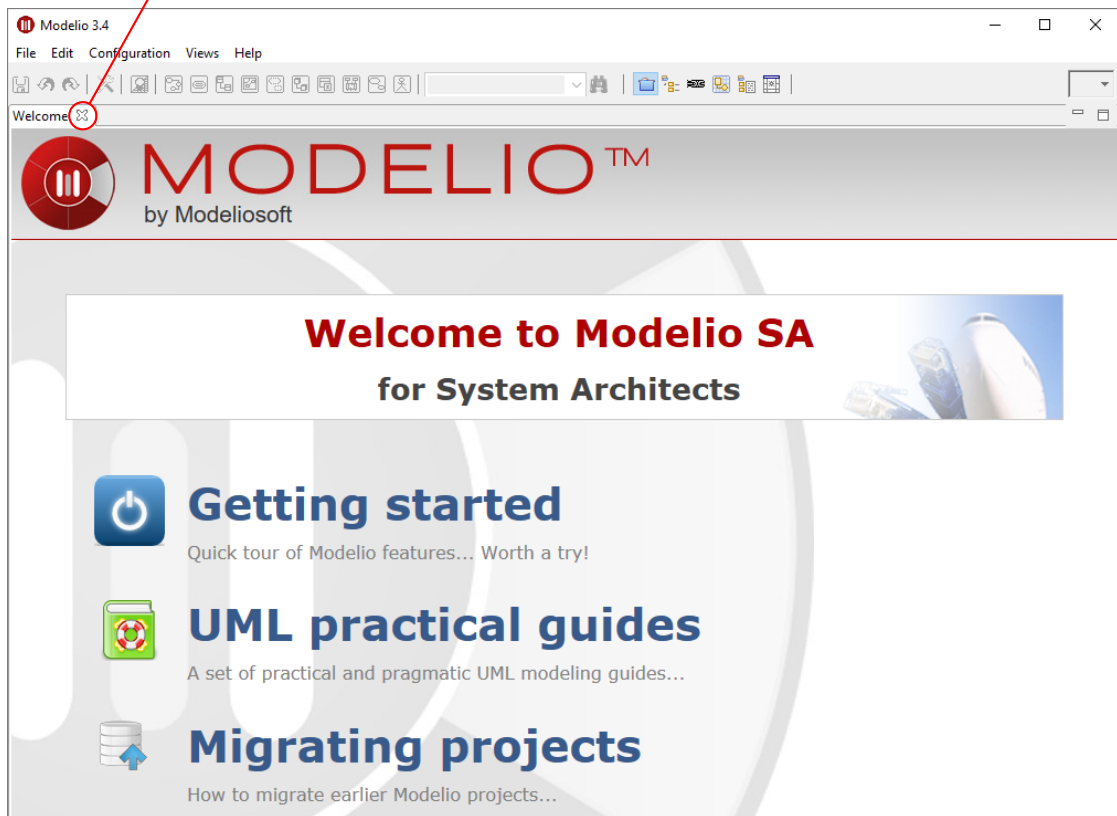 Modelio 3.4
File Edit Configuration Views Help
Welcome
MODELIO™
by Modeliosoft
Welcome to Modelio SA
for System Architects
Getting started
Quick tour of Modelio features... Worth a try!
UML practical guides
A set of practical and pragmatic UML modeling guides...
Migrating projects
How to migrate earlier Modelio projects...